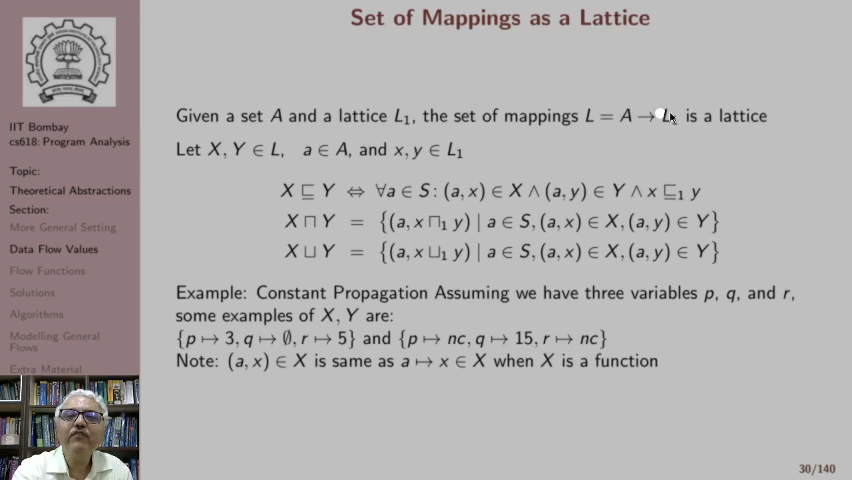 Set of Mappings as a Lattice
IIT Bombay
cs618: Program Analysis
Topic:
Theoretical Abstractions
Section:
More General Setting
Data Flow Values
Flow Functions
Solutions
Algorithms
Modelling General
Flows
Extra Material
Given a set A and a lattice L₁, the set of mappings L = A → L₁ is a lattice
Let X, Y ∈ L, a ∈ A, and x, y ∈ L₁
X ⊑ Y ⇔ ∀a ∈ S: (a, x) ∈ X ∧ (a, y) ∈ Y ∧ x ⊑₁ y
X ⊓ Y = {(a, x ⊓₁ y) | a ∈ S, (a, x) ∈ X, (a, y) ∈ Y}
X ⊔ Y = {(a, x ⊔₁ y) | a ∈ S, (a, x) ∈ X, (a, y) ∈ Y}
Example: Constant Propagation Assuming we have three variables p, q, and r,
some examples of X, Y are:
{p ↦ 3, q ↦ ∅, r ↦ 5} and {p ↦ nc, q ↦ 15, r ↦ nc}
Note: (a, x) ∈ X is same as a ↦ x ∈ X when X is a function
30/140